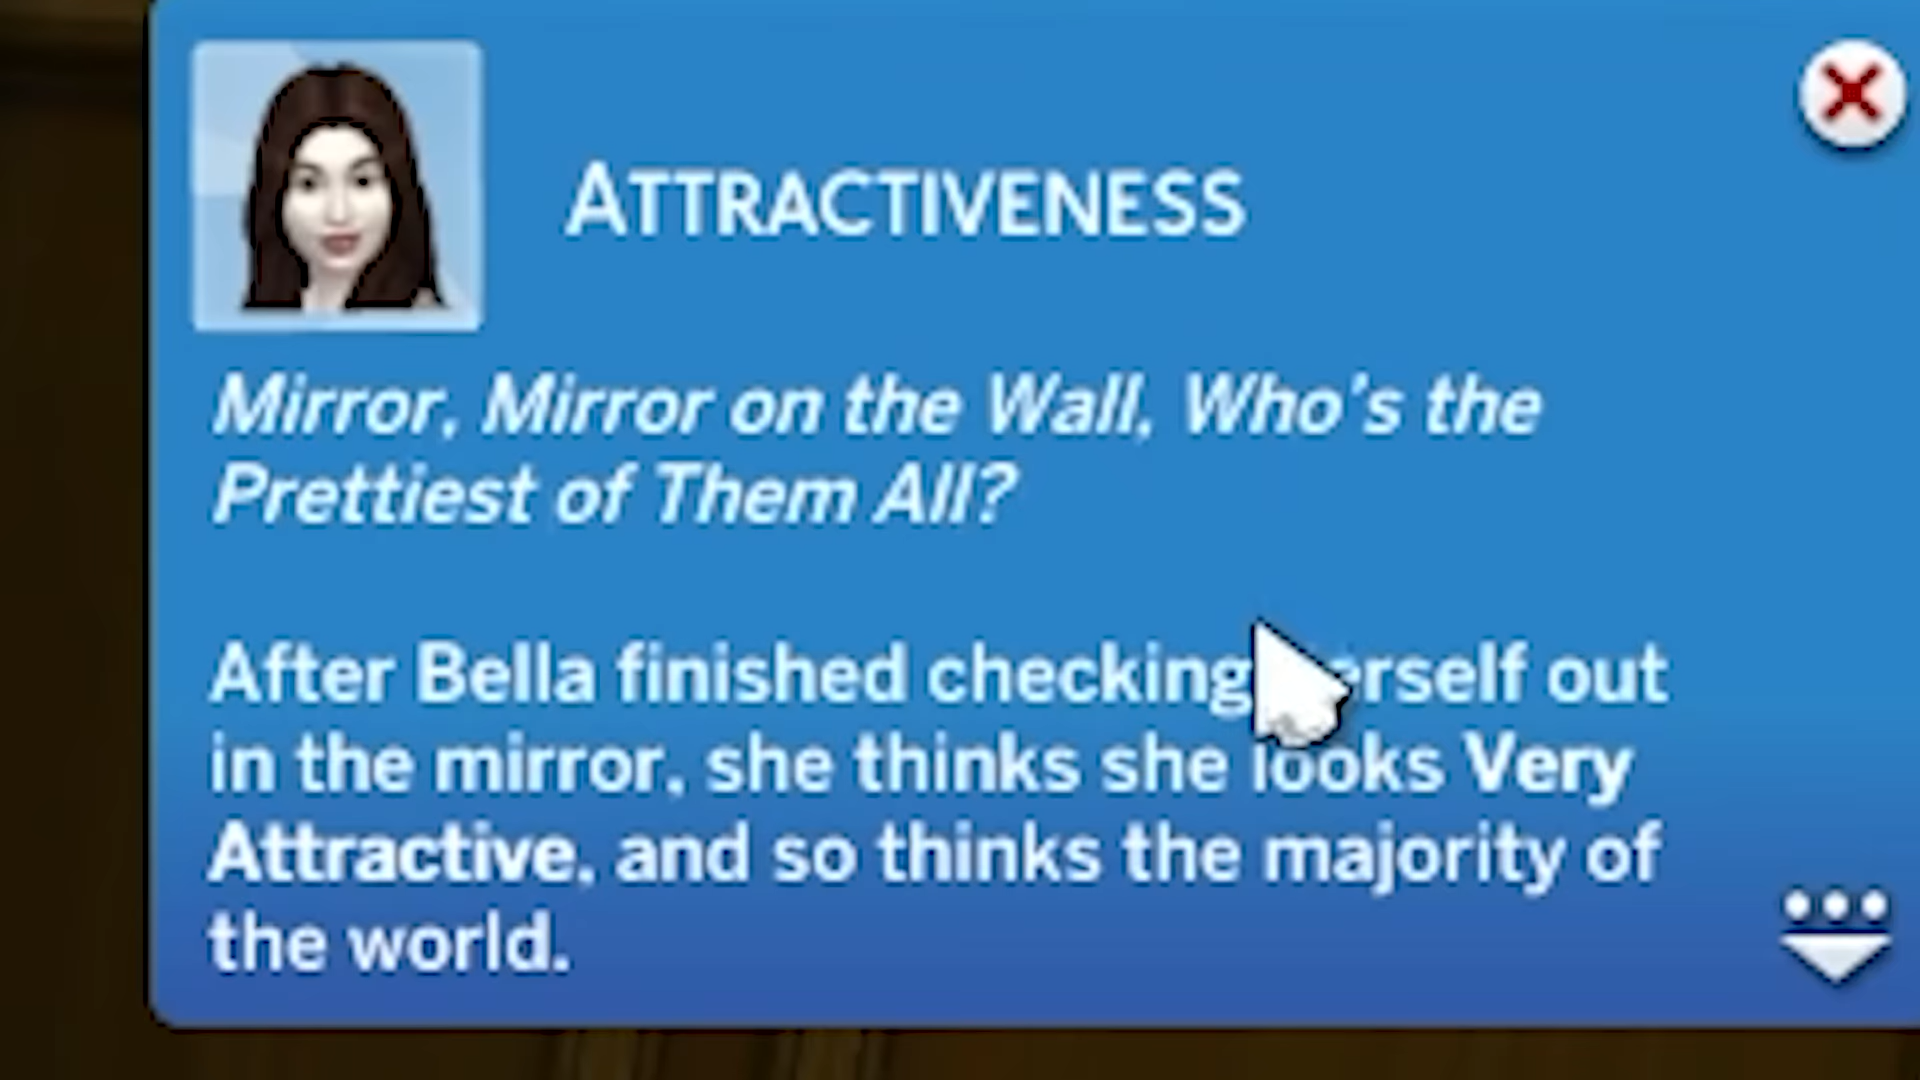 ATTRACTIVENESS
Mirror, Mirror on the Wall, Who's the
Prettiest of Them All?
After Bella finished checking erself out
in the mirror, she thinks she looks Very
Attractive, and so thinks the majority of
the world.